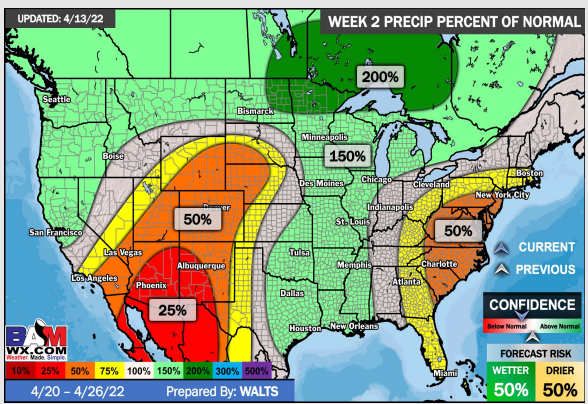 UPDATED: 4/13/22
WEEK 2 PRECIP PERCENT OF NORMAL
200%
Seattle
Bismarck
Minneapolis
150%
Boise
Chicago
Boston
Des Moines
Cleveland
New York City
Denver
Indianapolis
50%
St. Louis
50%
San Francisco
CURRENT
Las Vegas
Tulsa
Memphis
Charlotte
PREVIOUS
Los Angeles
Albuquerque
Atlanta
Phoenix
Dallas
CONFIDENCE
25%
Below Normal
Above Normal
Houston
New Orleans
BAM
WX.COM
Weather. Made. Simple.
FORECAST RISK
WETTER
50%
DRIER
50%
Miami
10% 25% 50% 75% 100% 150% 200% 300% 500%
4/20 – 4/26/22
Prepared By: WALTS